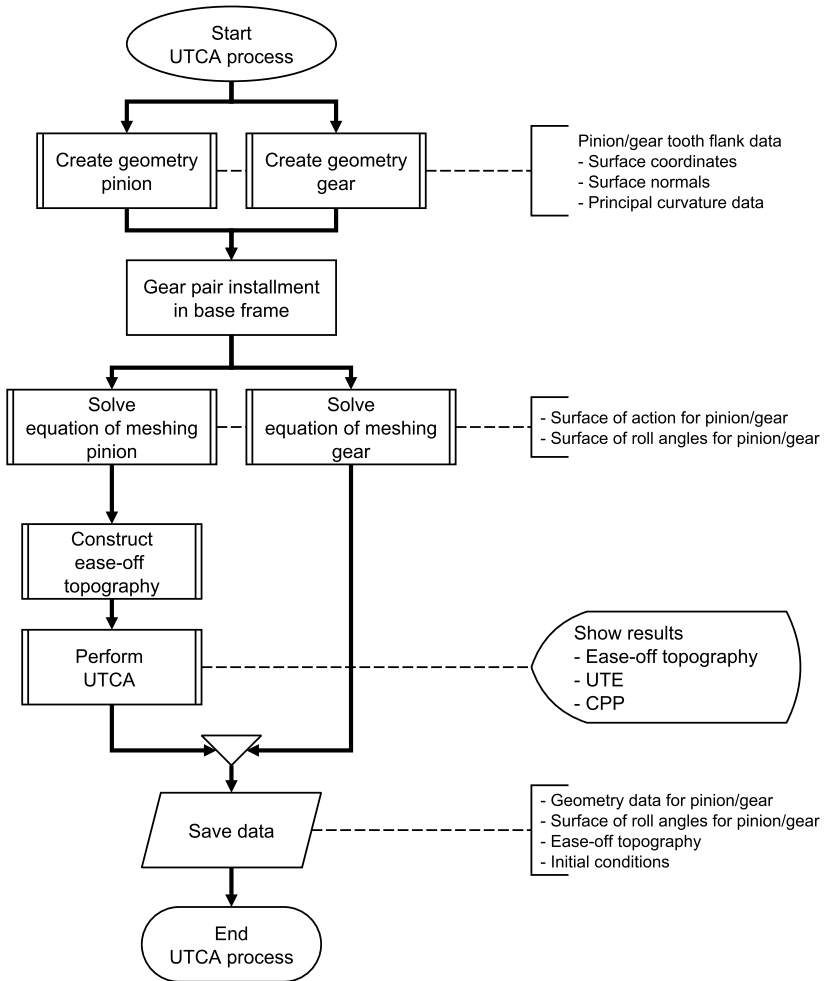 Start
UTCA process
Create geometry
pinion
Create geometry
gear
Pinion/gear tooth flank data
- Surface coordinates
- Surface normals
- Principal curvature data
Gear pair installment
in base frame
Solve
equation of meshing
pinion
Solve
equation of meshing
gear
- Surface of action for pinion/gear
- Surface of roll angles for pinion/gear
Construct
ease-off
topography
Perform
UTCA
Show results
- Ease-off topography
- UTE
- CPP
Save data
- Geometry data for pinion/gear
- Surface of roll angles for pinion/gear
- Ease-off topography
- Initial conditions
End
UTCA process